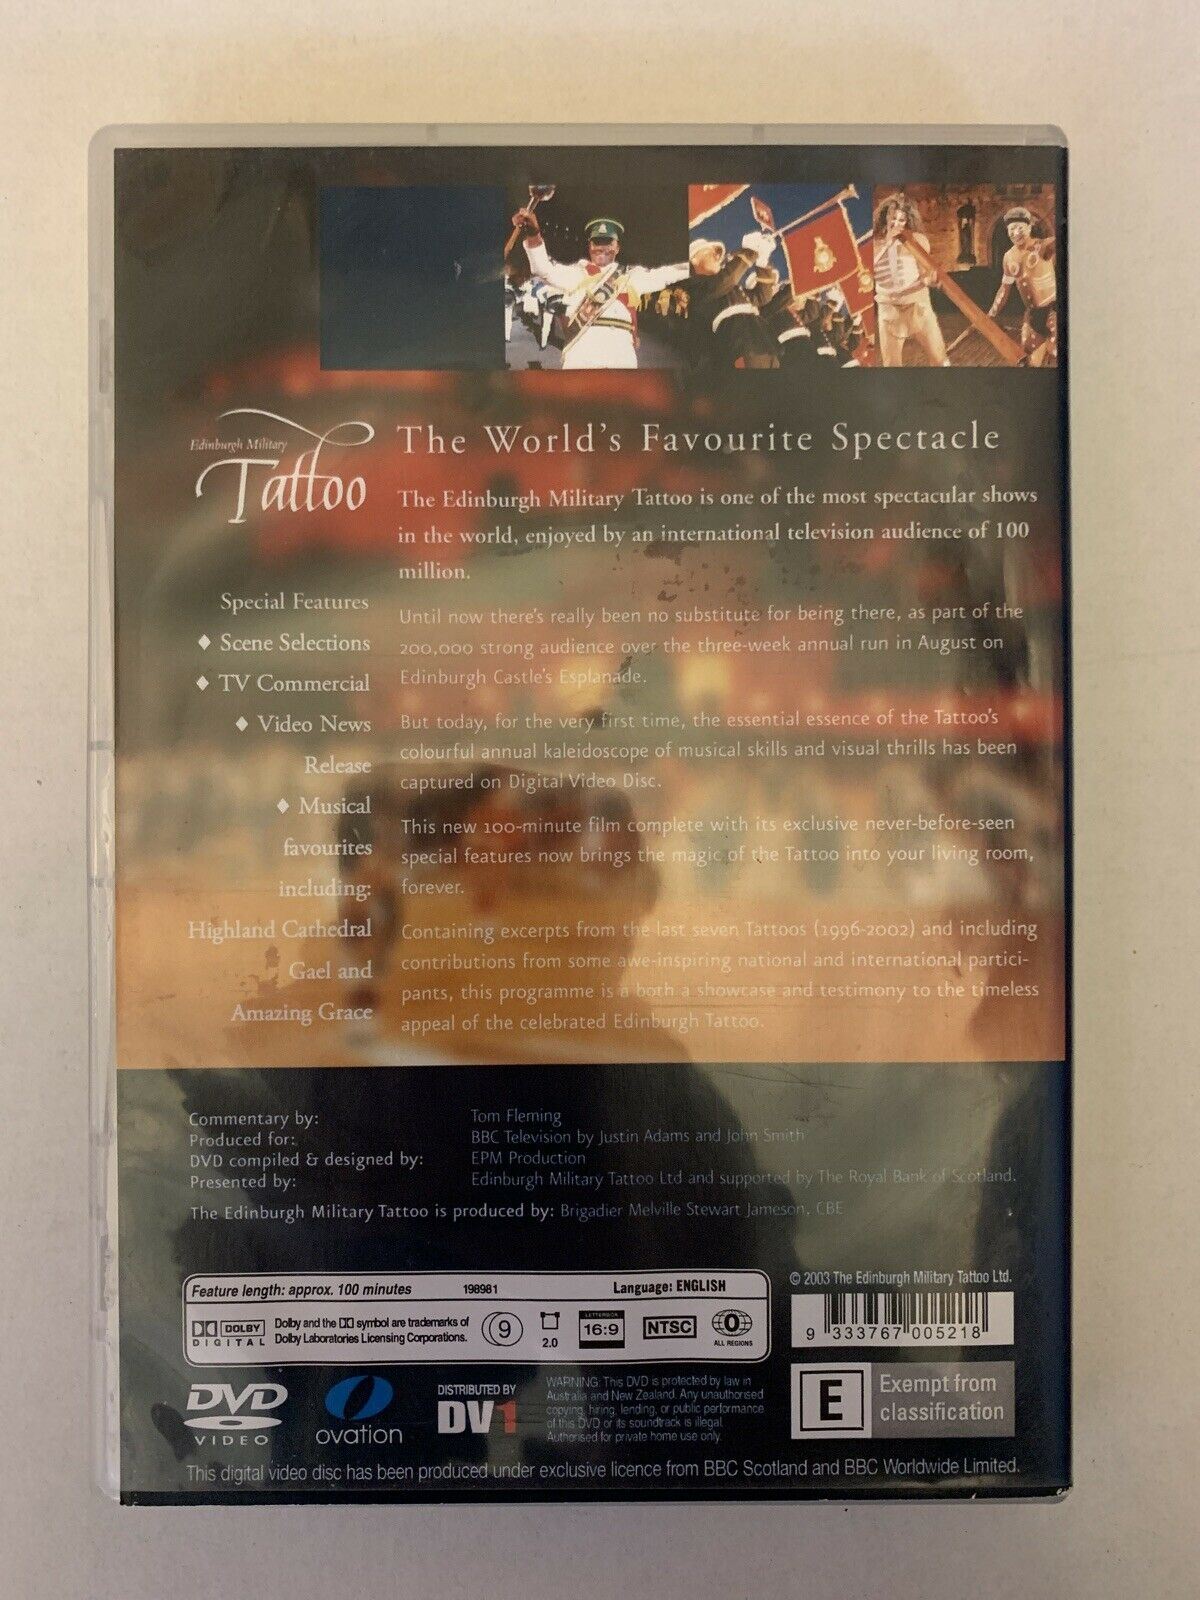 Edinburgh Military
Tattoo
The World's Favourite Spectacle
The Edinburgh Military Tattoo is one of the most spectacular shows
in the world, enjoyed by an international television audience of 100
million.
Until now there's really been no substitute for being there, as part of the
200,000 strong audience over the three-week annual run in August on
Edinburgh Castle's Esplanade.
But today, for the very first time, the essential essence of the Tattoo's
colourful annual kaleidoscope of musical skills and visual thrills has been
captured on Digital Video Disc.
This new 100-minute film complete with its exclusive never-before-seen
special features now brings the magic of the Tattoo into your living room,
forever.
Containing excerpts from the last seven Tattoos (1996-2002) and including
contributions from some awe-inspiring national and international partici-
pants, this programme is a both a showcase and testimony to the timeless
appeal of the celebrated Edinburgh Tattoo.
Special Features
♦ Scene Selections
♦ TV Commercial
♦ Video News
Release
♦ Musical
favourites
including:
Highland Cathedral
Gael and
Amazing Grace
Commentary by: Tom Fleming
Produced for: BBC Television by Justin Adams and John Smith
DVD compiled & designed by: EPM Production
Presented by: Edinburgh Military Tattoo Ltd and supported by The Royal Bank of Scotland.
The Edinburgh Military Tattoo is produced by: Brigadier Melville Stewart Jameson, CBE
Feature length: approx. 100 minutes 198981 Language: ENGLISH
DOLBY
DIGITAL
Dolby and the DD symbol are trademarks of
Dolby Laboratories Licensing Corporations.
9
2.0
LETTERBOX
16:9
NTSC
0
ALL REGIONS
© 2003 The Edinburgh Military Tattoo Ltd.
9 333767 005218
DVD
VIDEO
ovation
DISTRIBUTED BY
DV1
WARNING: This DVD is protected by law in
Australia and New Zealand. Any unauthorised
copying, hiring, lending, or public performance
of this DVD or its soundtrack is illegal.
Authorised for private home use only.
E
Exempt from
classification
This digital video disc has been produced under exclusive licence from BBC Scotland and BBC Worldwide Limited.